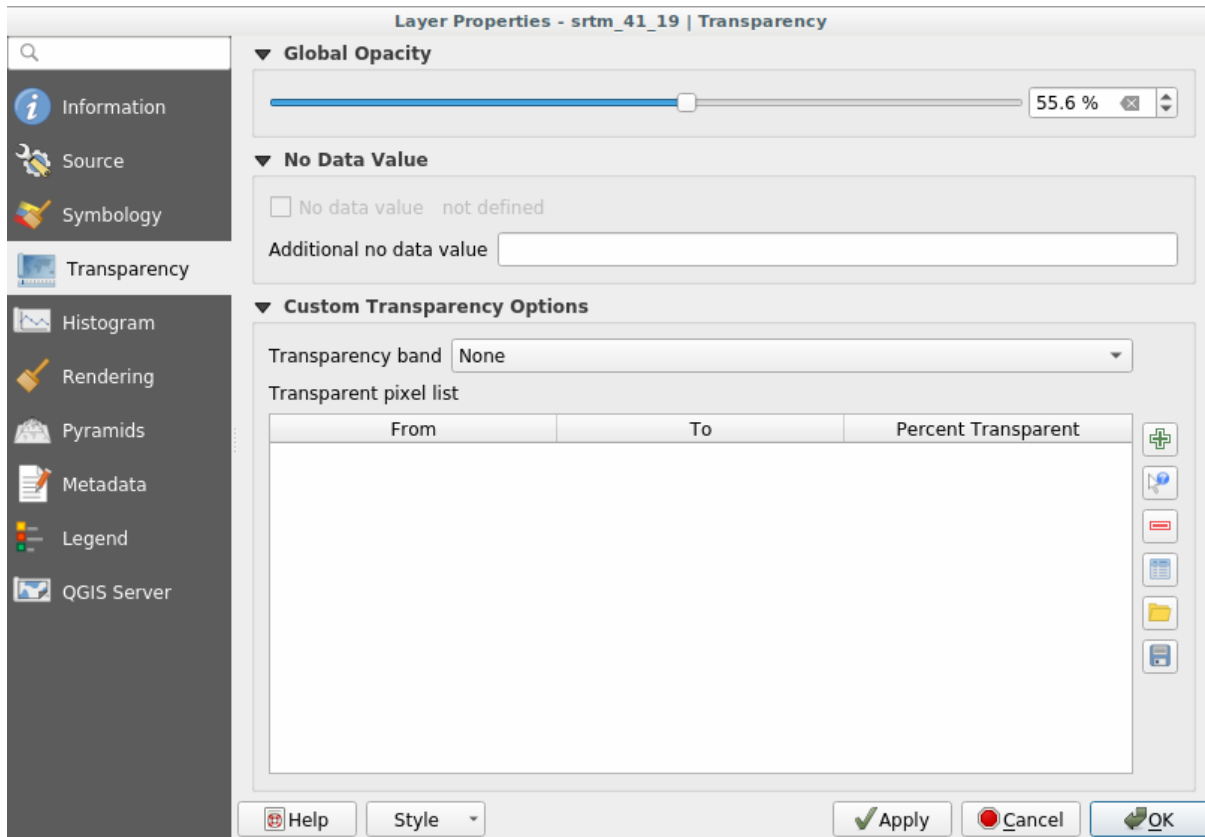 Layer Properties - srtm_41_19 | Transparency
Information
Source
Symbology
Transparency
Histogram
Rendering
Pyramids
Metadata
Legend
QGIS Server
Global Opacity
55.6 %
No Data Value
No data value not defined
Additional no data value
Custom Transparency Options
Transparency band None
Transparent pixel list
From To Percent Transparent
Help Style Apply Cancel OK